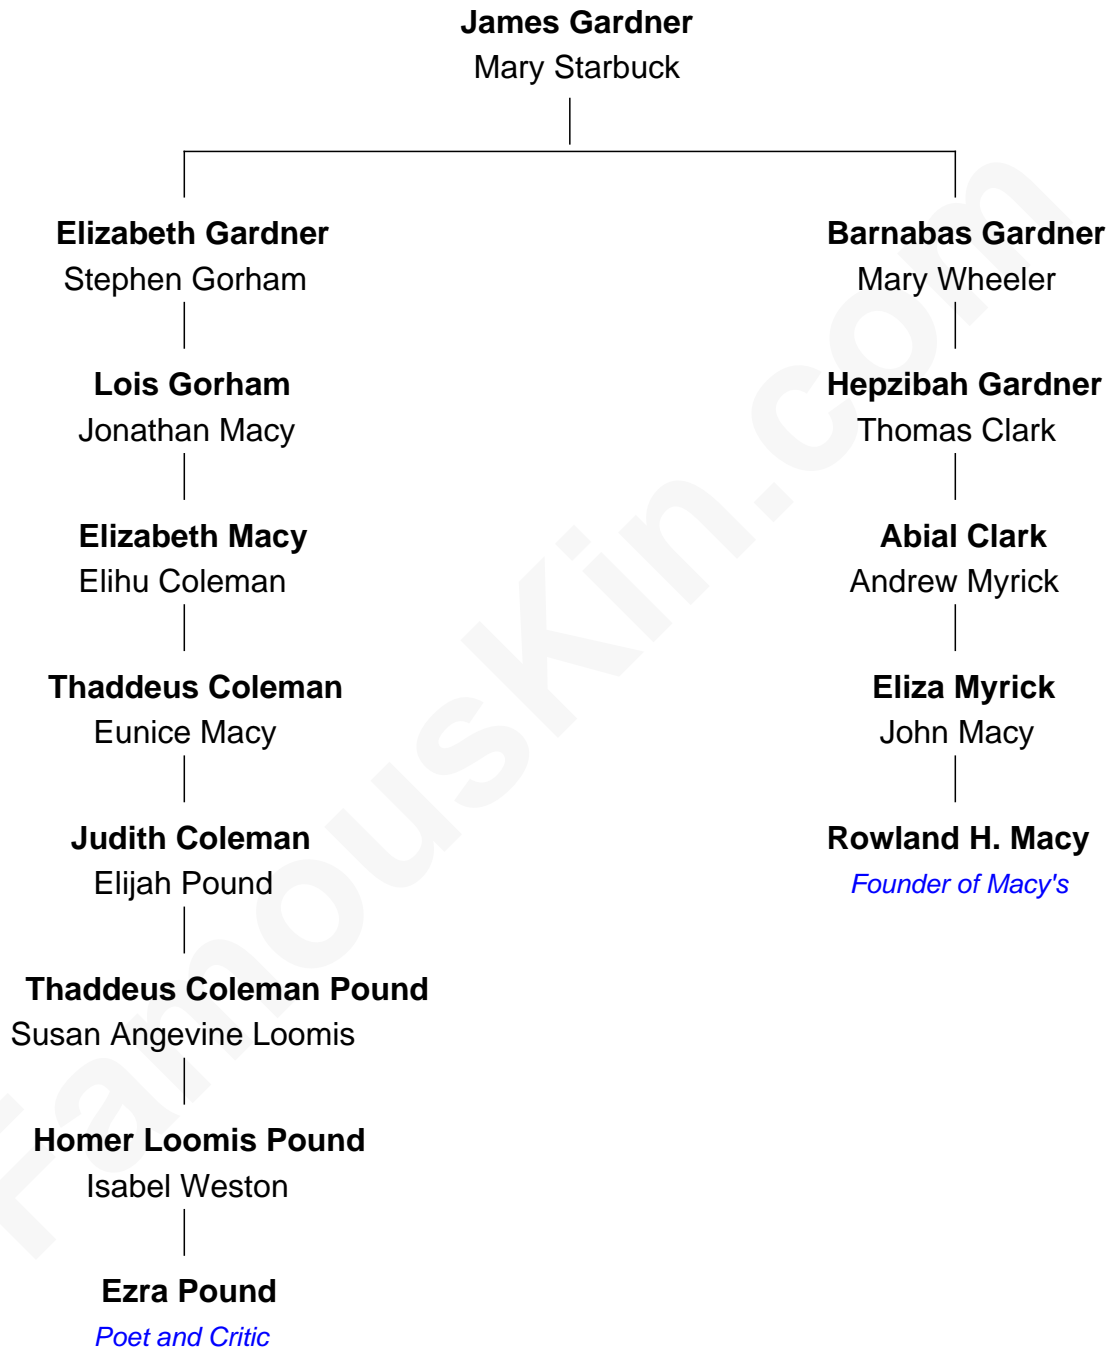 James Gardner
Mary Starbuck
Elizabeth Gardner
Stephen Gorham
Barnabas Gardner
Mary Wheeler
Lois Gorham
Jonathan Macy
Hepzibah Gardner
Thomas Clark
Elizabeth Macy
Elihu Coleman
Abial Clark
Andrew Myrick
Thaddeus Coleman
Eunice Macy
Eliza Myrick
John Macy
Judith Coleman
Elijah Pound
Rowland H. Macy
Founder of Macy's
Thaddeus Coleman Pound
Susan Angevine Loomis
Homer Loomis Pound
Isabel Weston
Ezra Pound
Poet and Critic
FamousKin.com